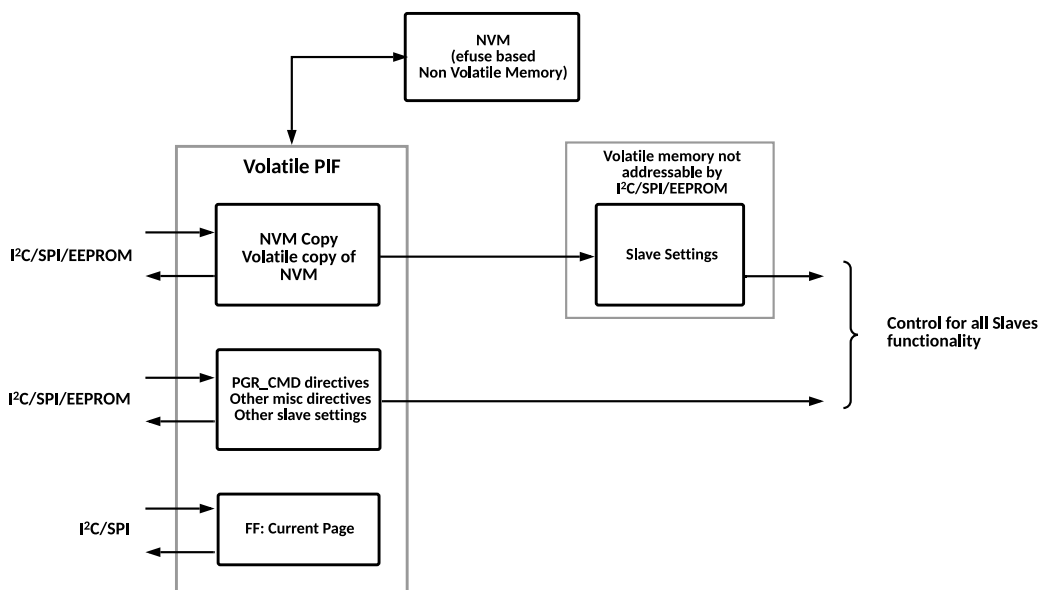 NVM
(efuse based
Non Volatile Memory)
Volatile PIF
Volatile memory not
addressable by
I²C/SPI/EEPROM
I²C/SPI/EEPROM
NVM Copy
Volatile copy of
NVM
Slave Settings
Control for all Slaves
functionality
I²C/SPI/EEPROM
PGR_CMD directives
Other misc directives
Other slave settings
I²C/SPI
FF: Current Page